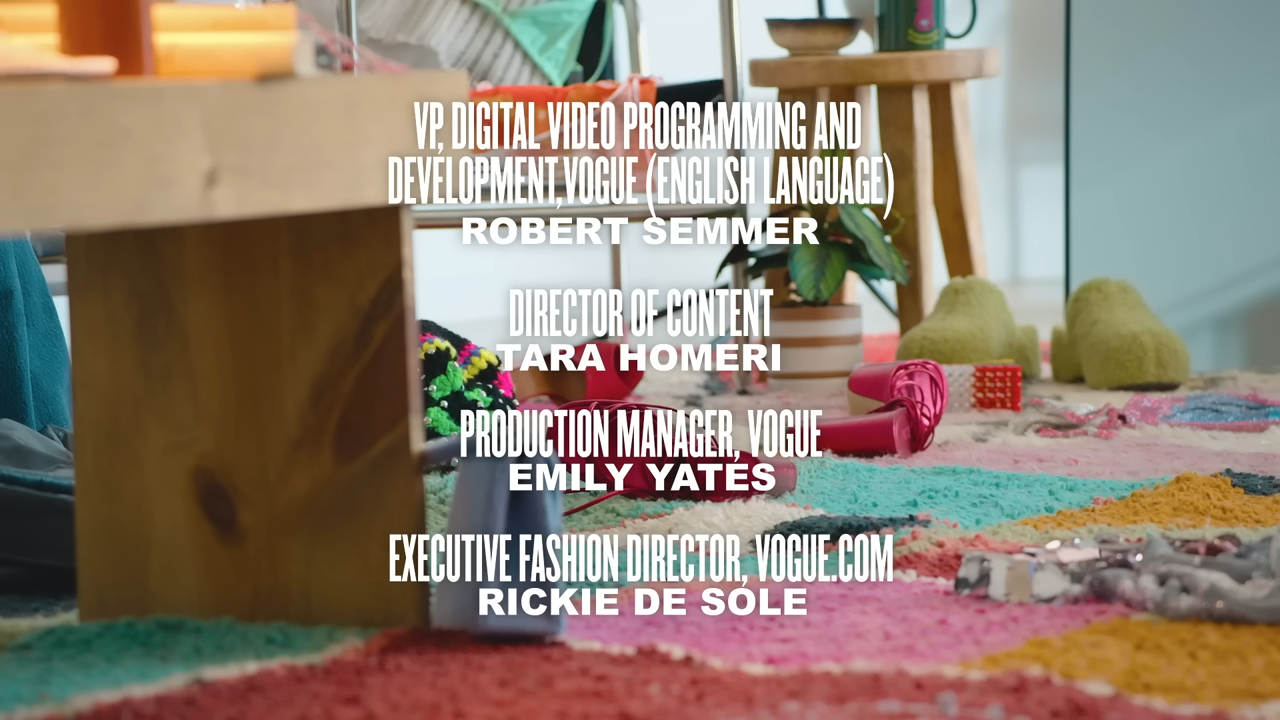 VP, DIGITAL VIDEO PROGRAMMING AND
DEVELOPMENT,VOGUE (ENGLISH LANGUAGE)
ROBERT SEMMER
DIRECTOR OF CONTENT
TARA HOMERI
PRODUCTION MANAGER, VOGUE
EMILY YATES
EXECUTIVE FASHION DIRECTOR, VOGUE.COM
RICKIE DE SOLE